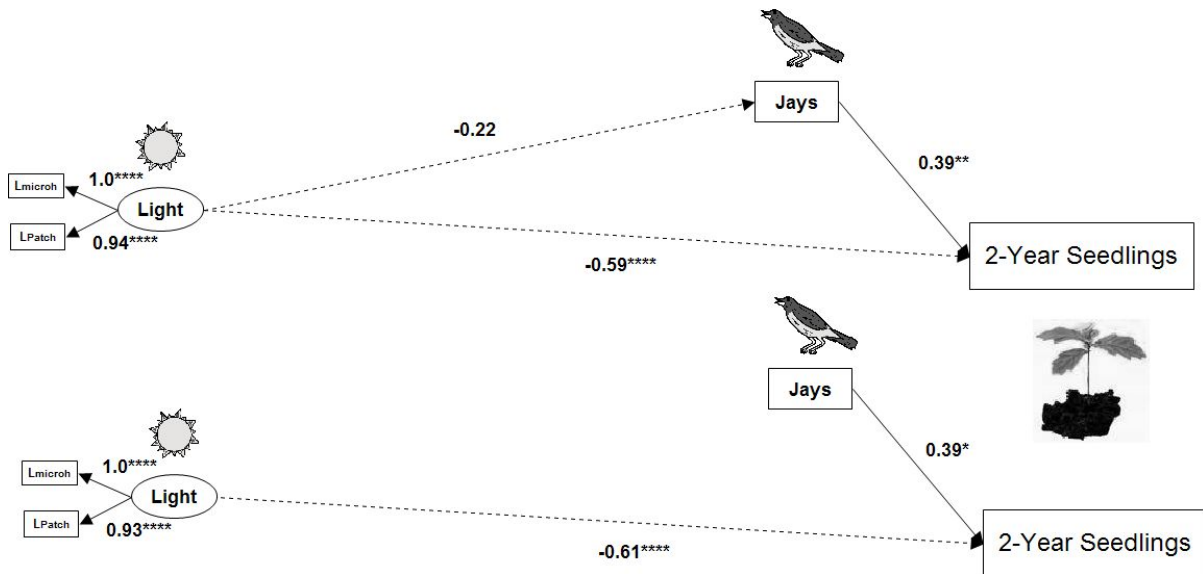 Jays
-0.22
0.39**
1.0****
Lmicroh
Light
LPatch
0.94****
-0.59****
2-Year Seedlings
Jays
0.39*
1.0****
Lmicroh
Light
LPatch
0.93****
-0.61****
2-Year Seedlings